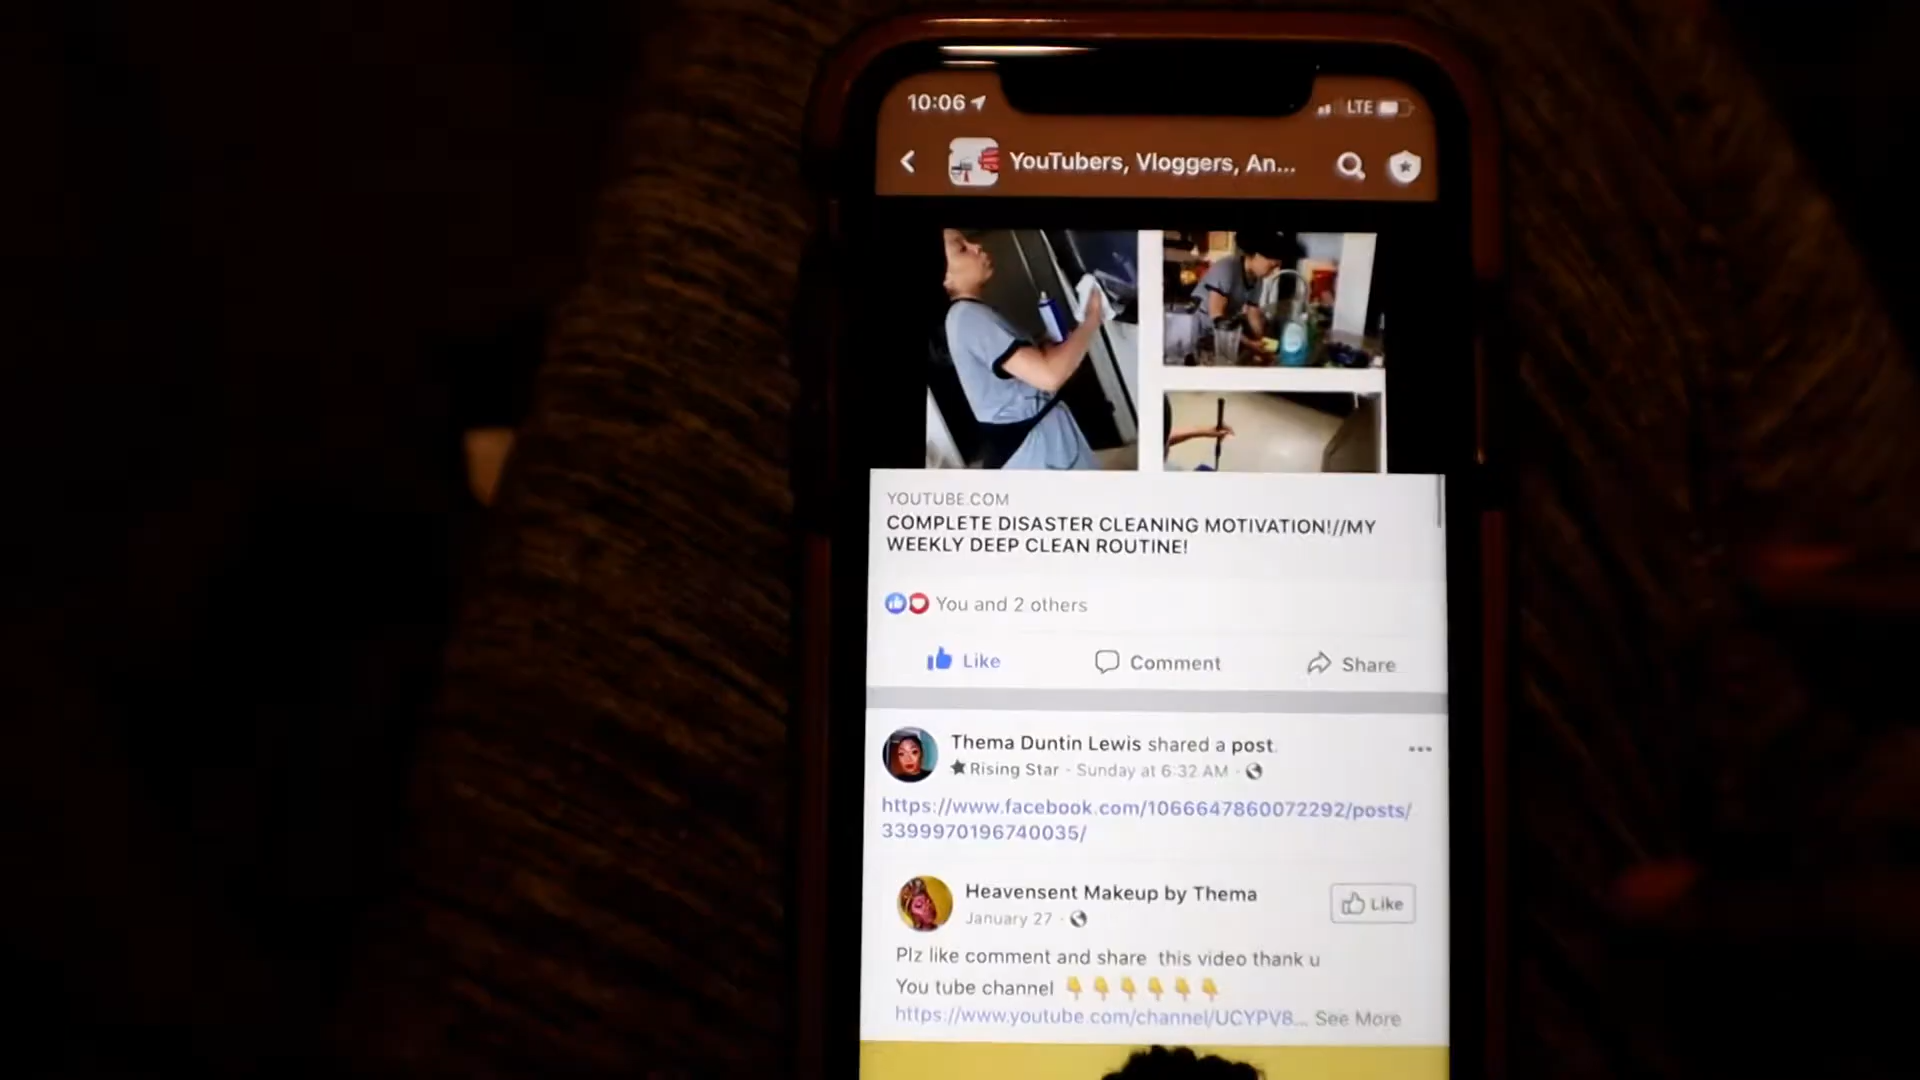 10:06
LTE
YouTubers, Vloggers, An...
YOUTUBE.COM
COMPLETE DISASTER CLEANING MOTIVATION!//MY
WEEKLY DEEP CLEAN ROUTINE!
You and 2 others
Like
Comment
Share
Thema Duntin Lewis shared a post.
Rising Star · Sunday at 6:32 AM ·
https://www.facebook.com/1066647860072292/posts/
3399970196740035/
Heavensent Makeup by Thema
January 27 ·
Like
Plz like comment and share this video thank u
You tube channel 👇👇👇👇👇👇
https://www.youtube.com/channel/UCYPV8... See More